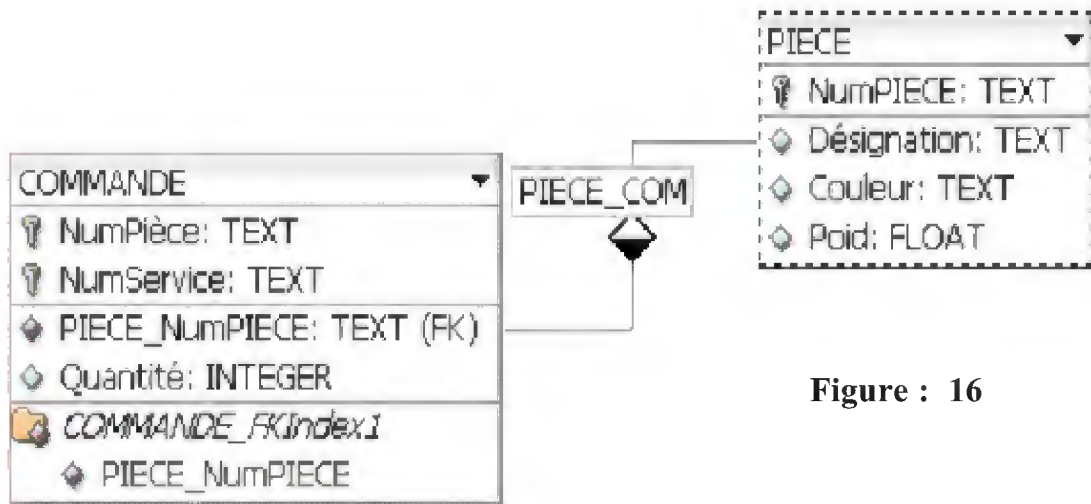 PIECE
NumPIECE: TEXT
Désignation: TEXT
Couleur: TEXT
Poid: FLOAT
PIECE_COM
COMMANDE
NumPièce: TEXT
NumService: TEXT
PIECE_NumPIECE: TEXT (FK)
Quantité: INTEGER
COMMANDE_FKIndex1
PIECE_NumPIECE
Figure : 16